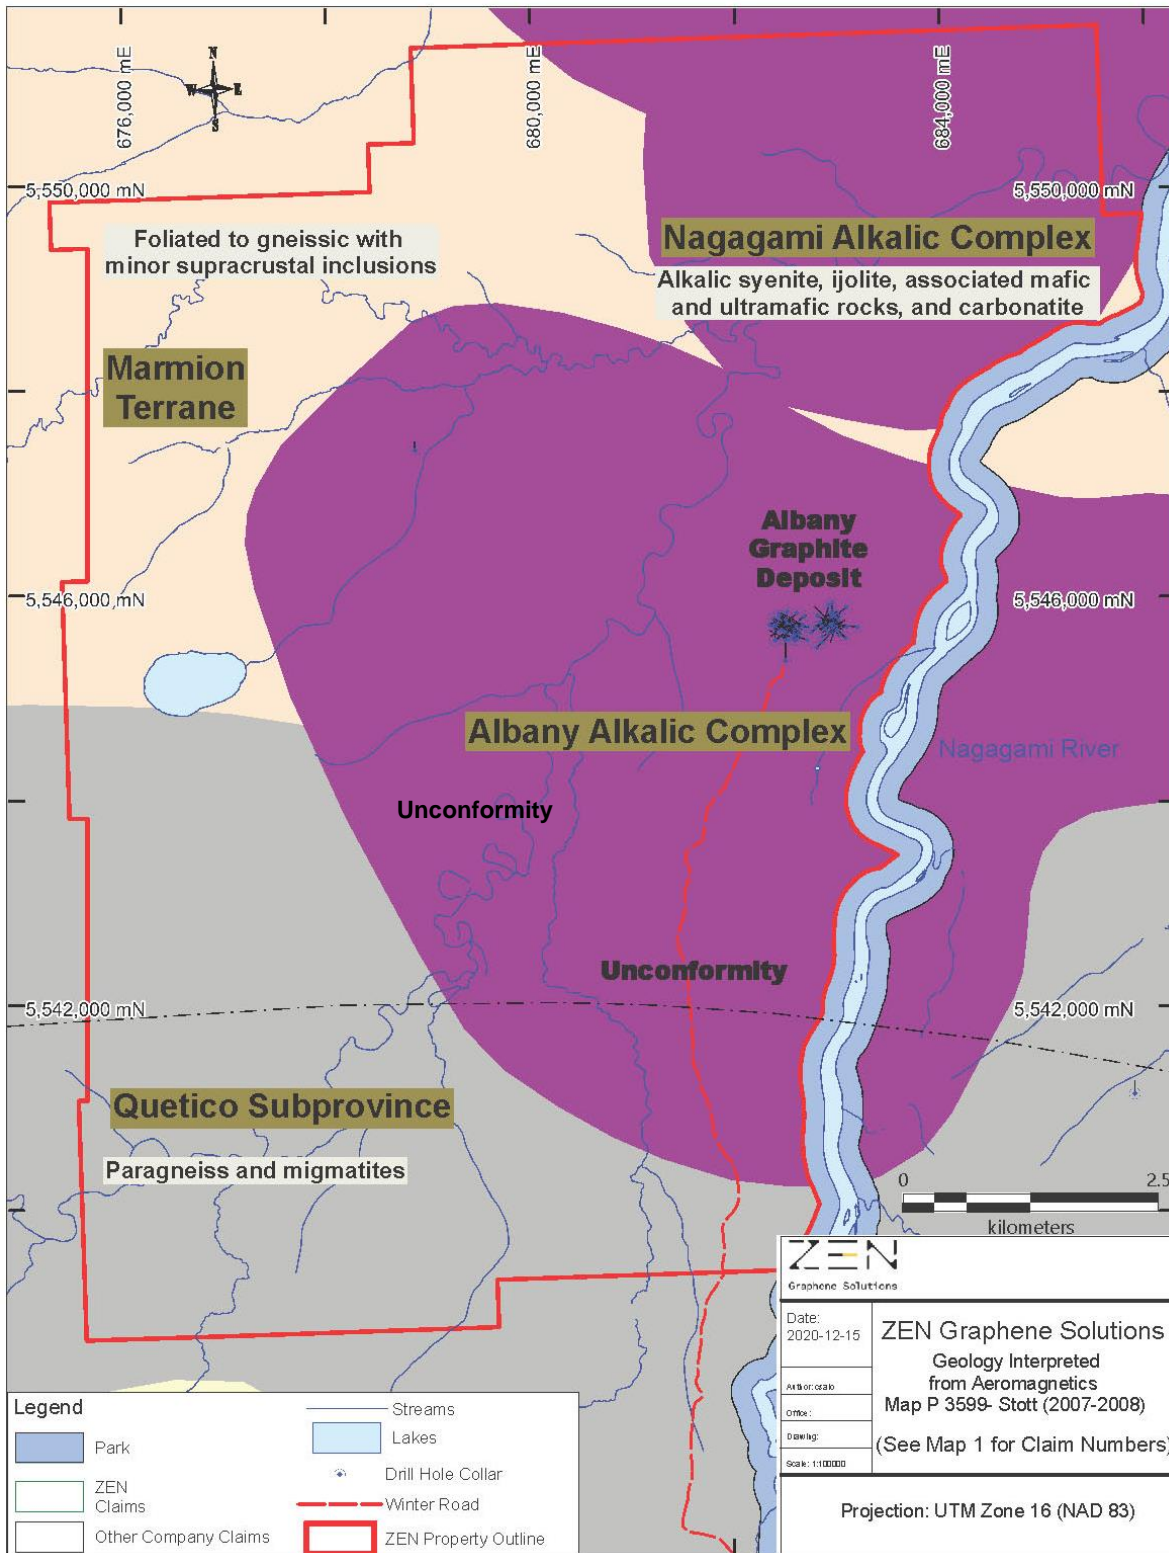 N
W E
S
676,000 mE
680,000 mE
684,000 mE
5,550,000 mN
5,550,000 mN
Foliated to gneissic with
minor supracrustal inclusions
Nagagami Alkalic Complex
Alkalic syenite, ijolite, associated mafic
and ultramafic rocks, and carbonatite
Marmion
Terrane
Albany
Graphite
Deposit
5,546,000 mN
5,546,000 mN
Albany Alkalic Complex
Nagagami River
Unconformity
Unconformity
5,542,000 mN
5,542,000 mN
Quetico Subprovince
Paragneiss and migmatites
0 2.5
kilometers
ZEN
Graphene Solutions
Date:
2020-12-15
Office:
Drawing:
Scale: 1:100000
ZEN Graphene Solutions
Geology Interpreted
from Aeromagnetics
Map P 3599- Stott (2007-2008)
(See Map 1 for Claim Numbers)
Projection: UTM Zone 16 (NAD 83)
Legend
Park
ZEN
Claims
Other Company Claims
Streams
Lakes
Drill Hole Collar
Winter Road
ZEN Property Outline